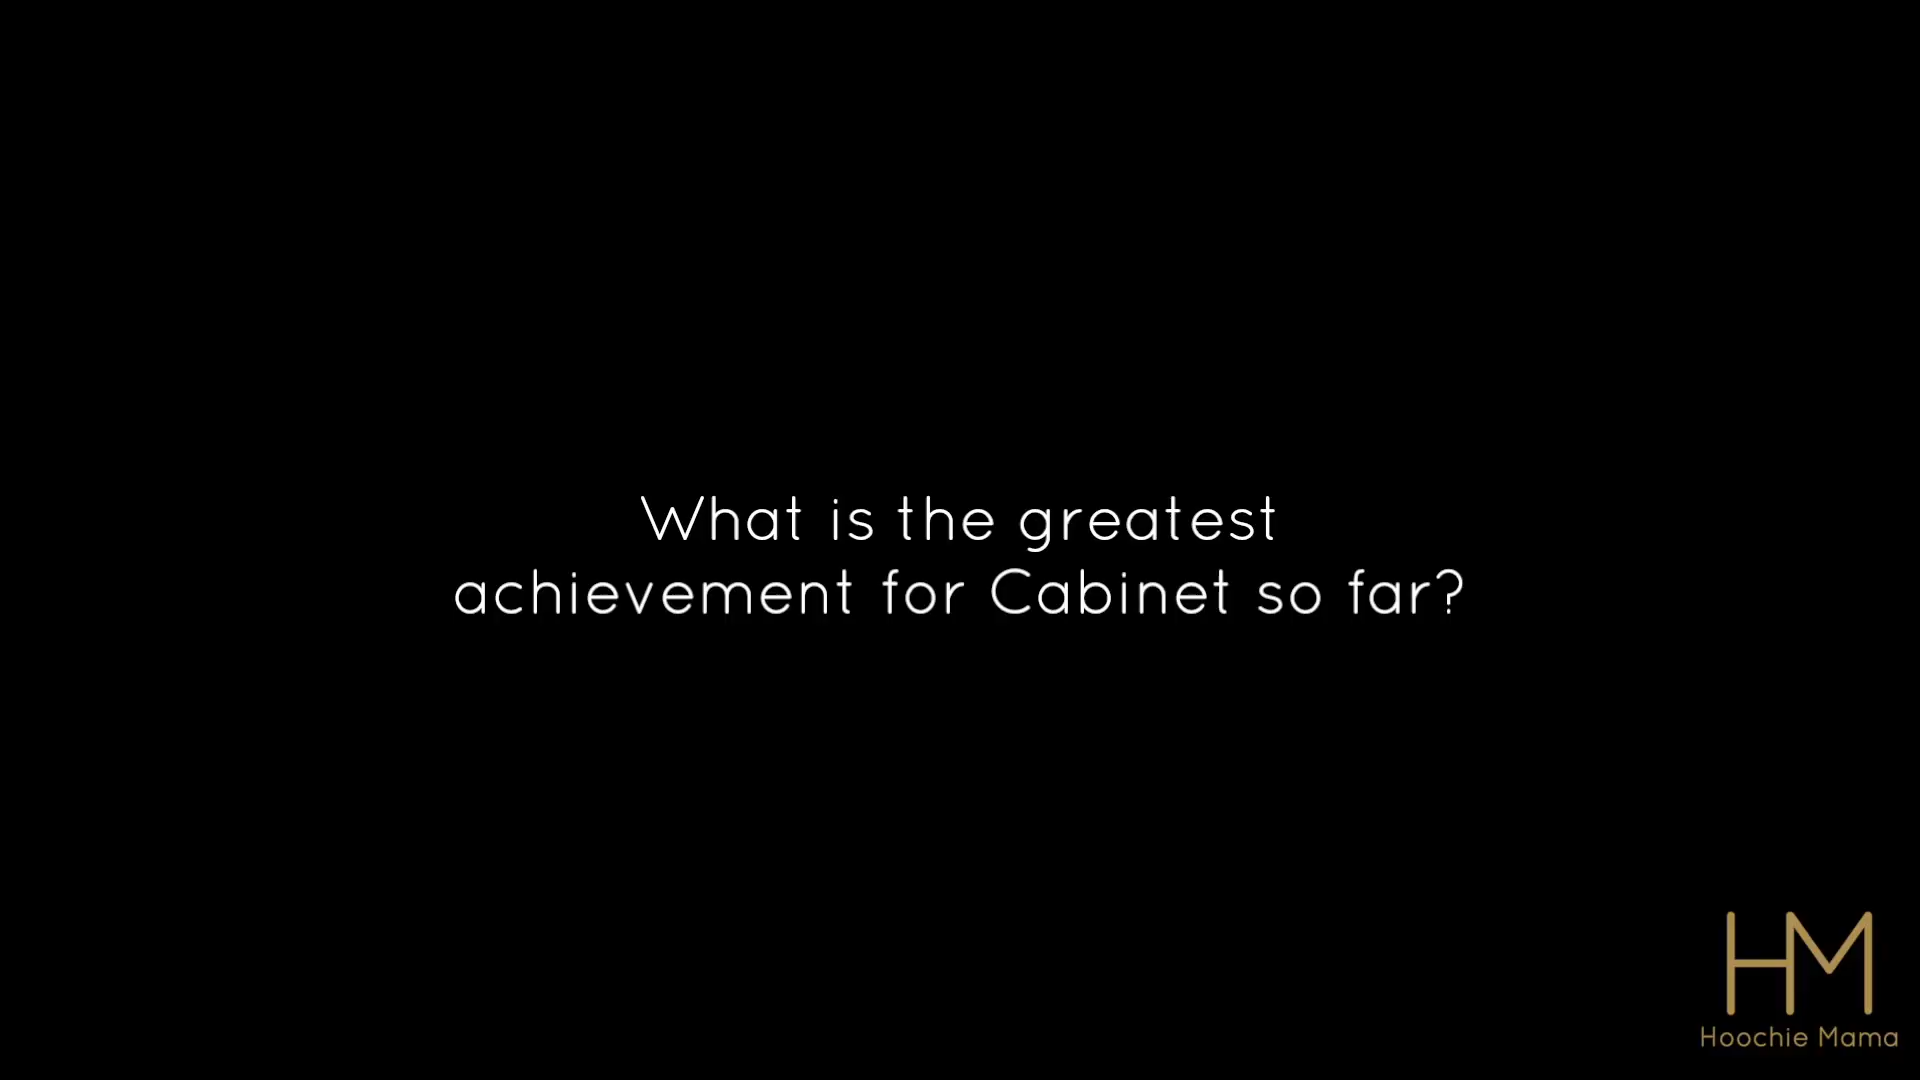 What is the greatest
achievement for Cabinet so far?
HM
Hoochie Mama